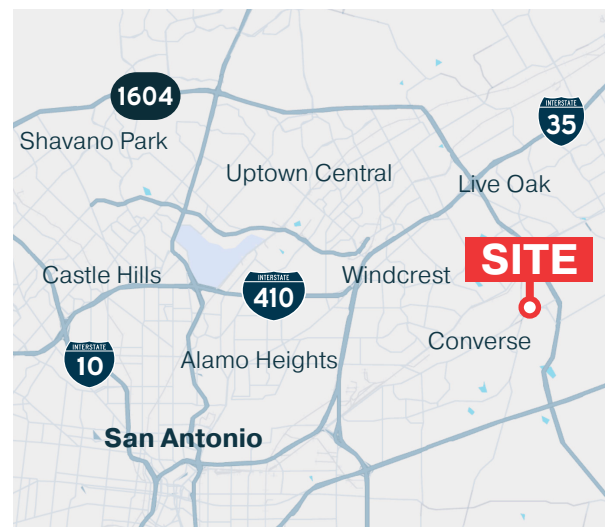 1604
INTERSTATE
35
Shavano Park
Uptown Central
Live Oak
SITE
Castle Hills
INTERSTATE
410
Windcrest
INTERSTATE
10
Alamo Heights
Converse
San Antonio